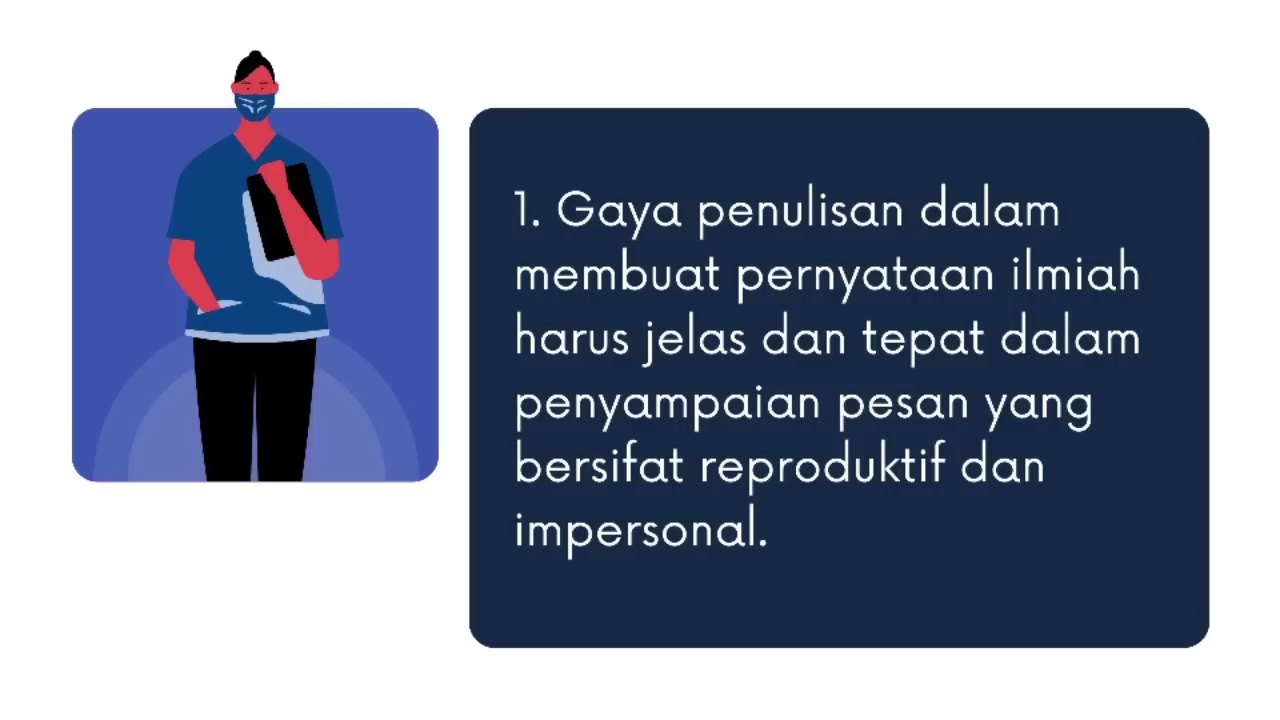 1. Gaya penulisan dalam
membuat pernyataan ilmiah
harus jelas dan tepat dalam
penyampaian pesan yang
bersifat reproduktif dan
impersonal.